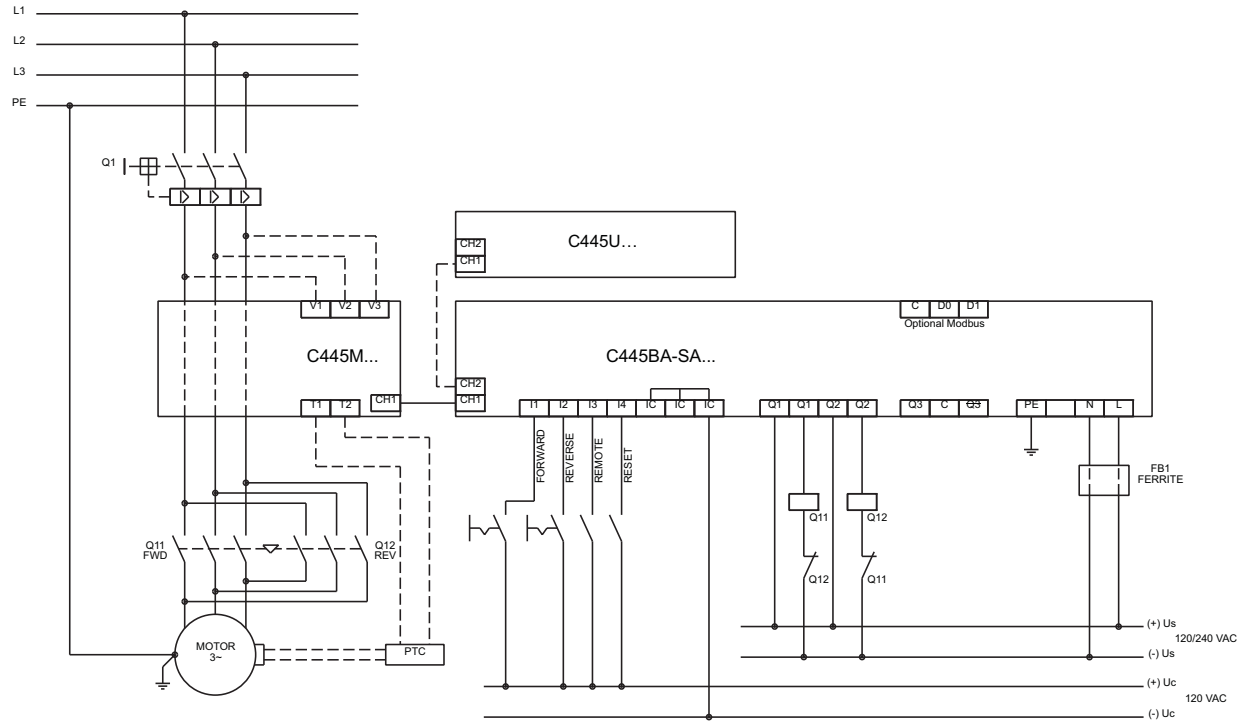 L1
L2
L3
PE
Q1
C445U...
CH2
CH1
V1 V2 V3
C D0 D1
Optional Modbus
C445M...
C445BA-SA...
CH2
CH1
T1 T2
CH1
I1 I2 I3 I4 IC IC IC
Q1 Q1 Q2 Q2
Q3 C Q3
PE N L
FORWARD
REVERSE
REMOTE
RESET
FB1
FERRITE
Q11
Q12
Q11
FWD
Q12
REV
Q12
Q11
MOTOR
3~
PTC
(+) Us
120/240 VAC
(-) Us
(+) Uc
120 VAC
(-) Uc